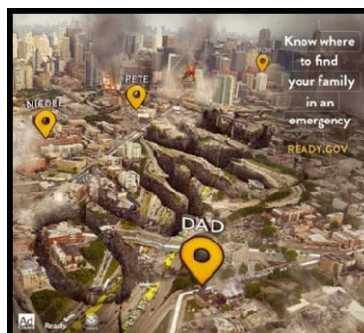 MOM
Know where
to find
your family
in an
emergency
READY.GOV
PETE
NICOLE
DAD
Ad
Ready